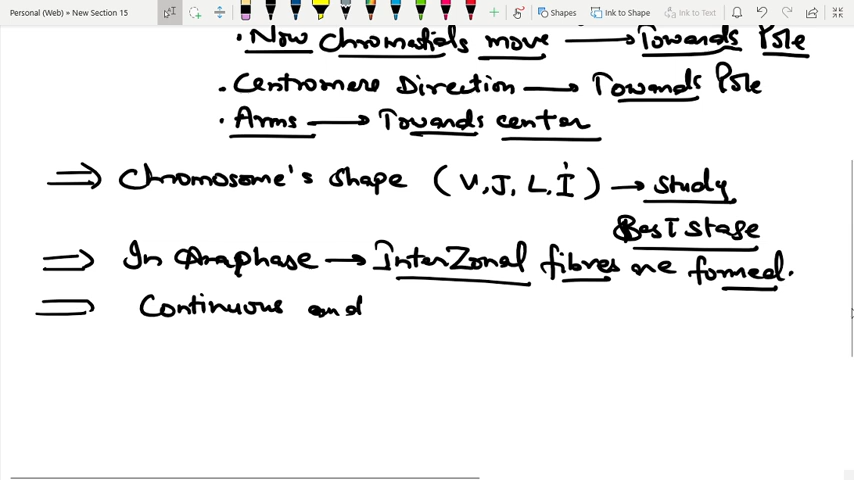 Personal (Web) » New Section 15
Shapes
Ink to Shape
Ink to Text
. Now chromatids move → Towards Pole
. Centromere Direction → Towards Pole
. Arms → Towards center
⇒ Chromosome's shape (V, J, L, I) → study
Best stage
⇒ In Anaphase → InterZonal fibres are formed.
⇒ Continuous and